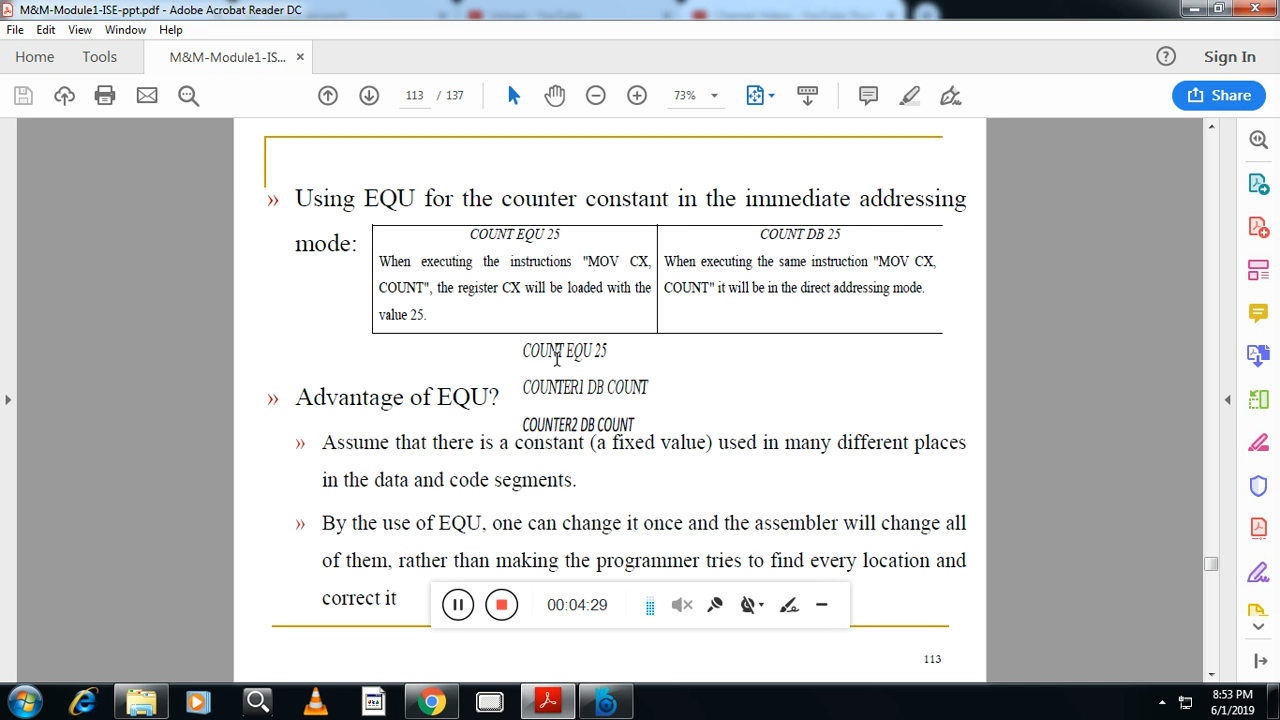 M&M-Module1-ISE-ppt.pdf - Adobe Acrobat Reader DC
File Edit View Window Help
Home Tools M&M-Module1-IS... × Sign In
113 / 137 73% Share
» Using EQU for the counter constant in the immediate addressing
mode:
COUNT EQU 25
When executing the instructions "MOV CX,
COUNT", the register CX will be loaded with the
value 25.
COUNT DB 25
When executing the same instruction "MOV CX,
COUNT" it will be in the direct addressing mode.
COUNT EQU 25
COUNTER1 DB COUNT
COUNTER2 DB COUNT
» Advantage of EQU?
» Assume that there is a constant (a fixed value) used in many different places
in the data and code segments.
» By the use of EQU, one can change it once and the assembler will change all
of them, rather than making the programmer tries to find every location and
correct it
00:04:29
113
8:53 PM
6/1/2019